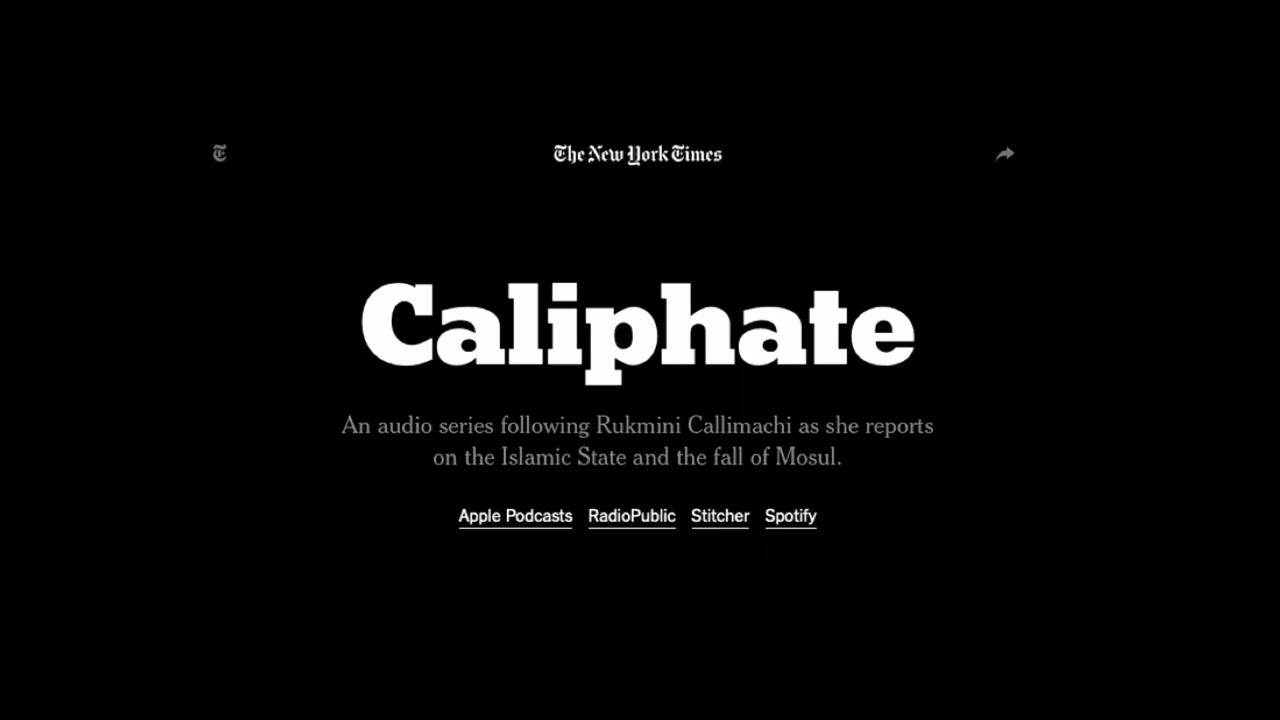 T
The New York Times
Caliphate
An audio series following Rukmini Callimachi as she reports
on the Islamic State and the fall of Mosul.
Apple Podcasts RadioPublic Stitcher Spotify